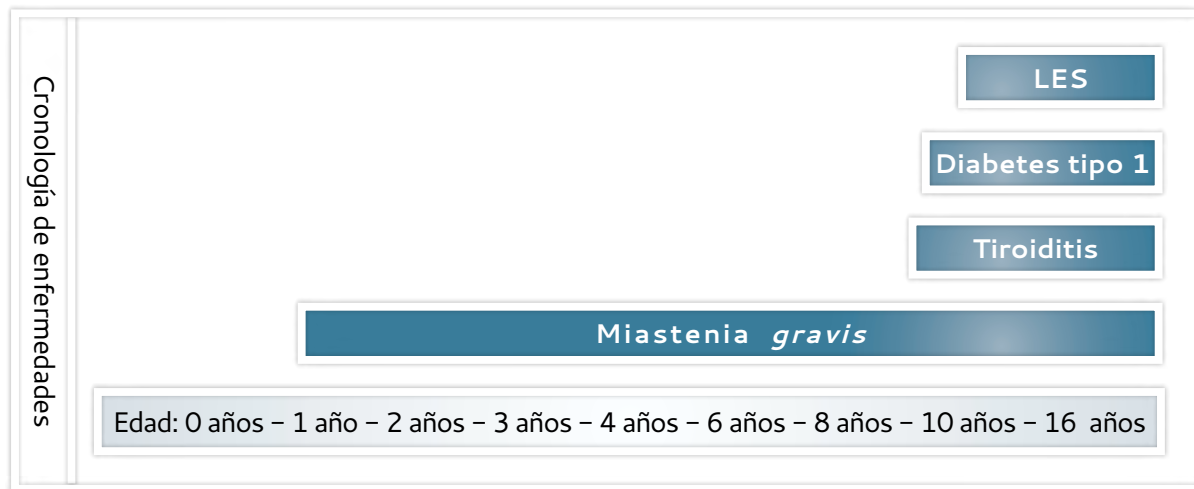 Cronología de enfermedades
LES
Diabetes tipo 1
Tiroiditis
Miastenia gravis
Edad: 0 años – 1 año – 2 años – 3 años – 4 años – 6 años – 8 años – 10 años – 16 años